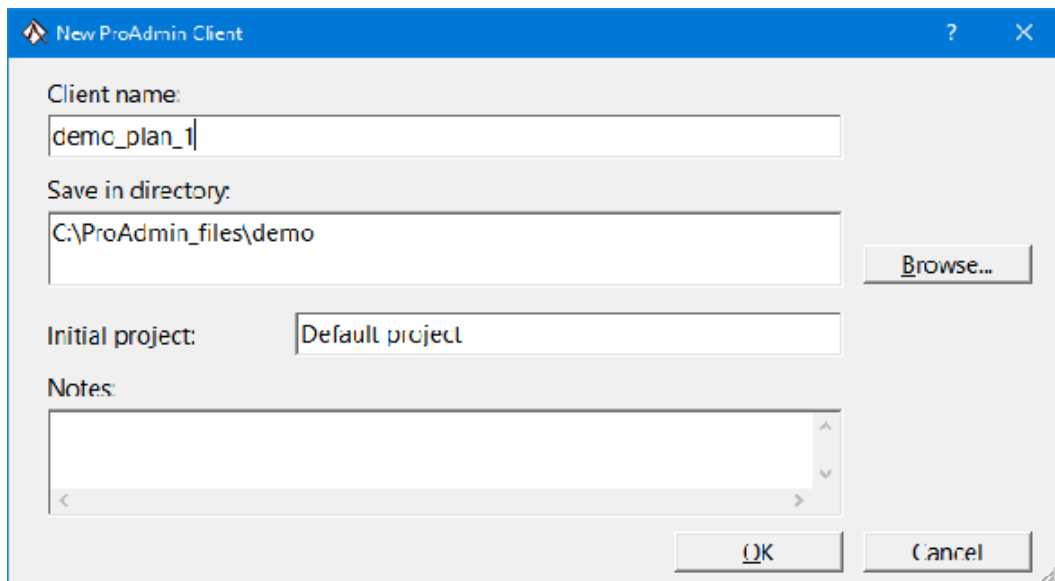 New ProAdmin Client
Client name:
demo_plan_1
Save in directory:
C:\ProAdmin_files\demo
Browse...
Initial project:
Default project
Notes:
OK
Cancel